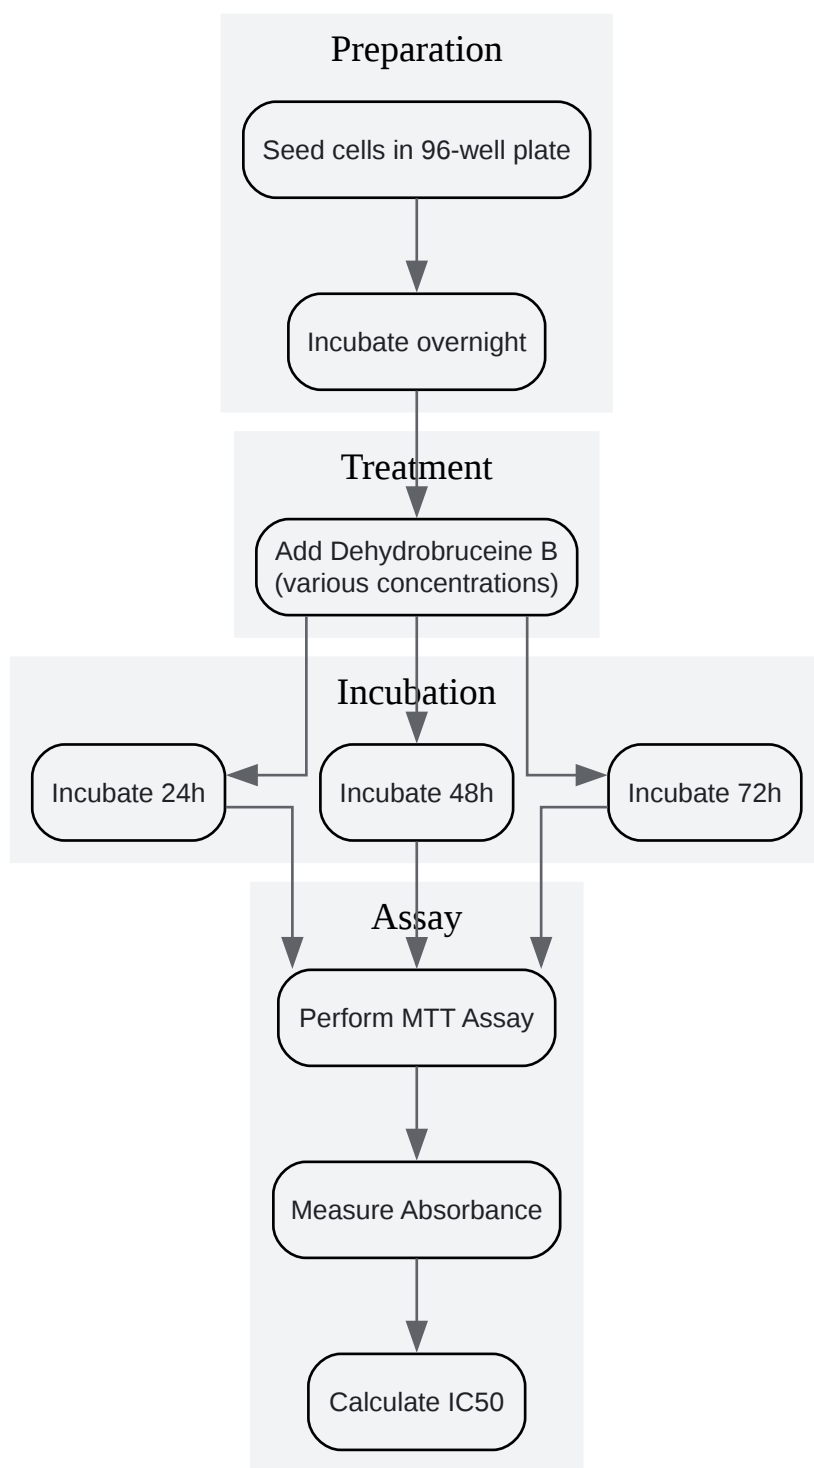 Preparation
Seed cells in 96-well plate
Incubate overnight
Treatment
Add Dehydrobruceine B
(various concentrations)
Incubation
Incubate 24h
Incubate 48h
Incubate 72h
Assay
Perform MTT Assay
Measure Absorbance
Calculate IC50